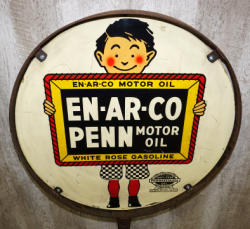 EN-AR-CO MOTOR OIL
EN-AR-CO
PENN MOTOR
OIL
WHITE ROSE GASOLINE